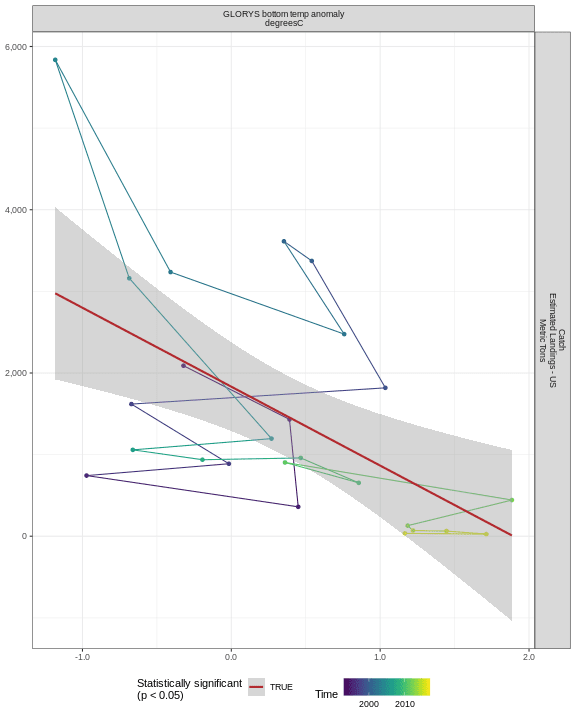 GLORYS bottom temp anomaly
degreesC
6,000
4,000
2,000
0
Catch
Estimated Landings - US
Metric Tons
-1.0
0.0
1.0
2.0
Statistically significant
(p < 0.05)
TRUE
Time
2000
2010